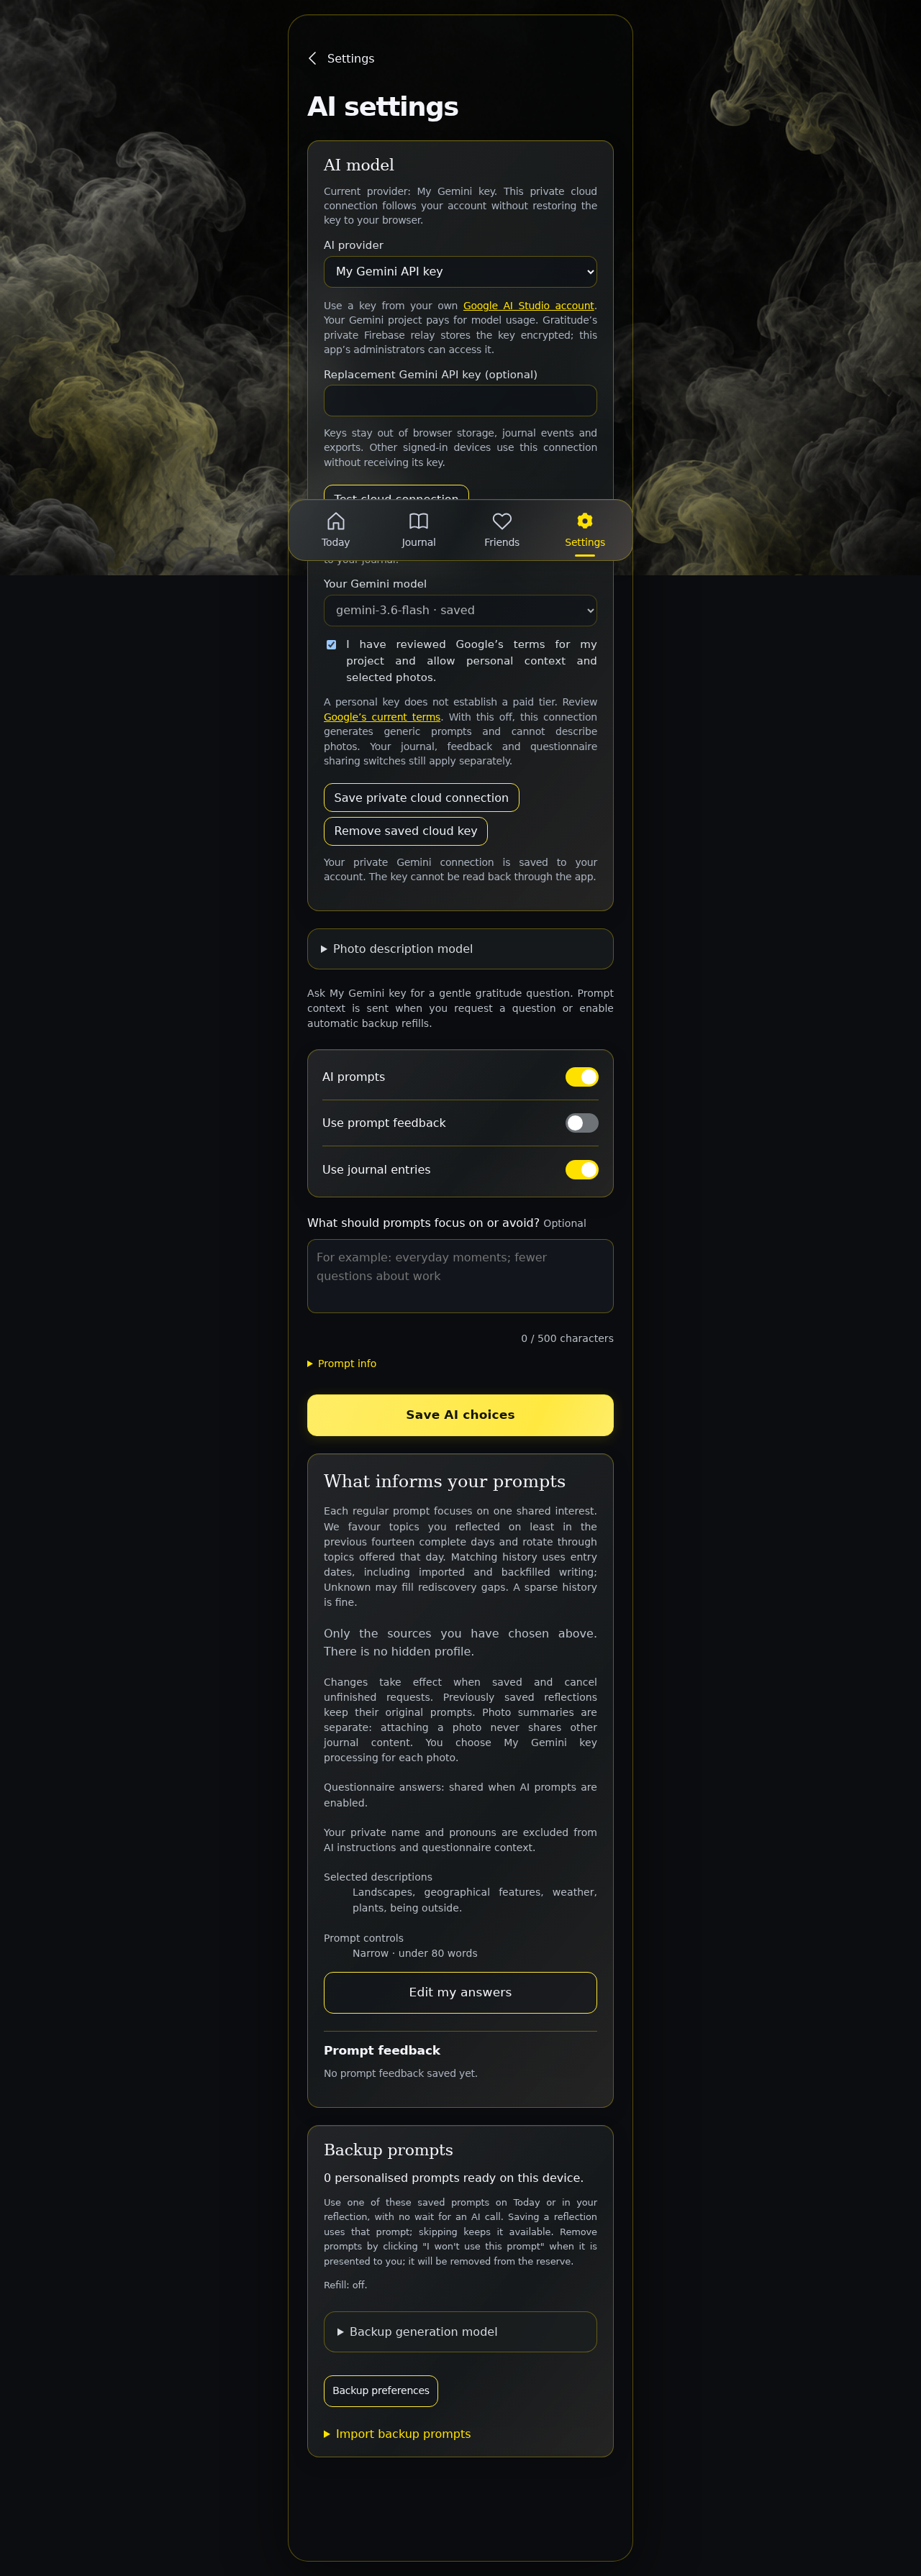 Settings
AI settings
AI model
Current provider: My Gemini key. This private cloud
connection follows your account without restoring the
key to your browser.
AI provider
My Gemini API key
Use a key from your own Google AI Studio account.
Your Gemini project pays for model usage. Gratitude’s
private Firebase relay stores the key encrypted; this
app’s administrators can access it.
Replacement Gemini API key (optional)
Keys stay out of browser storage, journal events and
exports. Other signed-in devices use this connection
without receiving its key.
Test cloud connection
Today
Journal
Friends
Settings
to your journal.
Your Gemini model
gemini-3.6-flash · saved
I have reviewed Google’s terms for my
project and allow personal context and
selected photos.
A personal key does not establish a paid tier. Review
Google’s current terms. With this off, this connection
generates generic prompts and cannot describe
photos. Your journal, feedback and questionnaire
sharing switches still apply separately.
Save private cloud connection
Remove saved cloud key
Your private Gemini connection is saved to your
account. The key cannot be read back through the app.
Photo description model
Ask My Gemini key for a gentle gratitude question. Prompt
context is sent when you request a question or enable
automatic backup refills.
AI prompts
Use prompt feedback
Use journal entries
What should prompts focus on or avoid? Optional
For example: everyday moments; fewer
questions about work
0 / 500 characters
Prompt info
Save AI choices
What informs your prompts
Each regular prompt focuses on one shared interest.
We favour topics you reflected on least in the
previous fourteen complete days and rotate through
topics offered that day. Matching history uses entry
dates, including imported and backfilled writing;
Unknown may fill rediscovery gaps. A sparse history
is fine.
Only the sources you have chosen above.
There is no hidden profile.
Changes take effect when saved and cancel
unfinished requests. Previously saved reflections
keep their original prompts. Photo summaries are
separate: attaching a photo never shares other
journal content. You choose My Gemini key
processing for each photo.
Questionnaire answers: shared when AI prompts are
enabled.
Your private name and pronouns are excluded from
AI instructions and questionnaire context.
Selected descriptions
Landscapes, geographical features, weather,
plants, being outside.
Prompt controls
Narrow · under 80 words
Edit my answers
Prompt feedback
No prompt feedback saved yet.
Backup prompts
0 personalised prompts ready on this device.
Use one of these saved prompts on Today or in your
reflection, with no wait for an AI call. Saving a reflection
uses that prompt; skipping keeps it available. Remove
prompts by clicking "I won't use this prompt" when it is
presented to you; it will be removed from the reserve.
Refill: off.
Backup generation model
Backup preferences
Import backup prompts